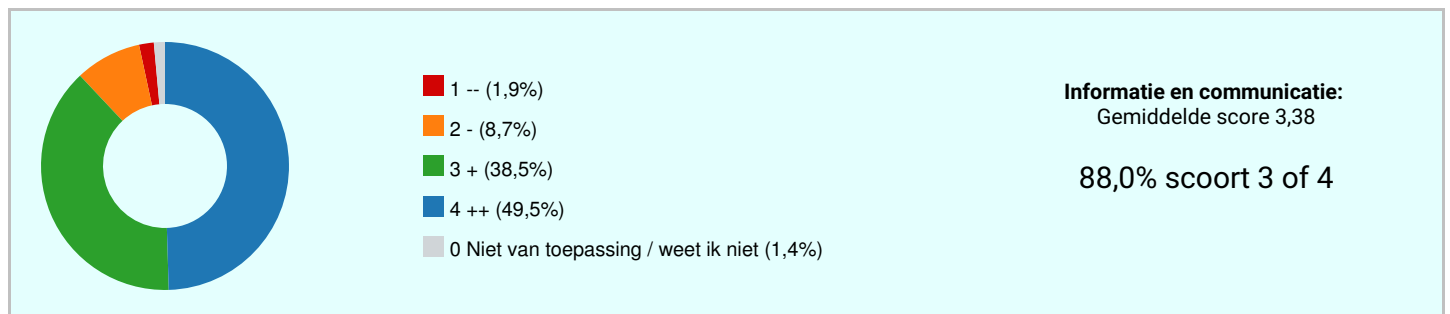 1 -- (1,9%)
2 - (8,7%)
3 + (38,5%)
4 ++ (49,5%)
0 Niet van toepassing / weet ik niet (1,4%)
Informatie en communicatie:
Gemiddelde score 3,38
88,0% scoort 3 of 4